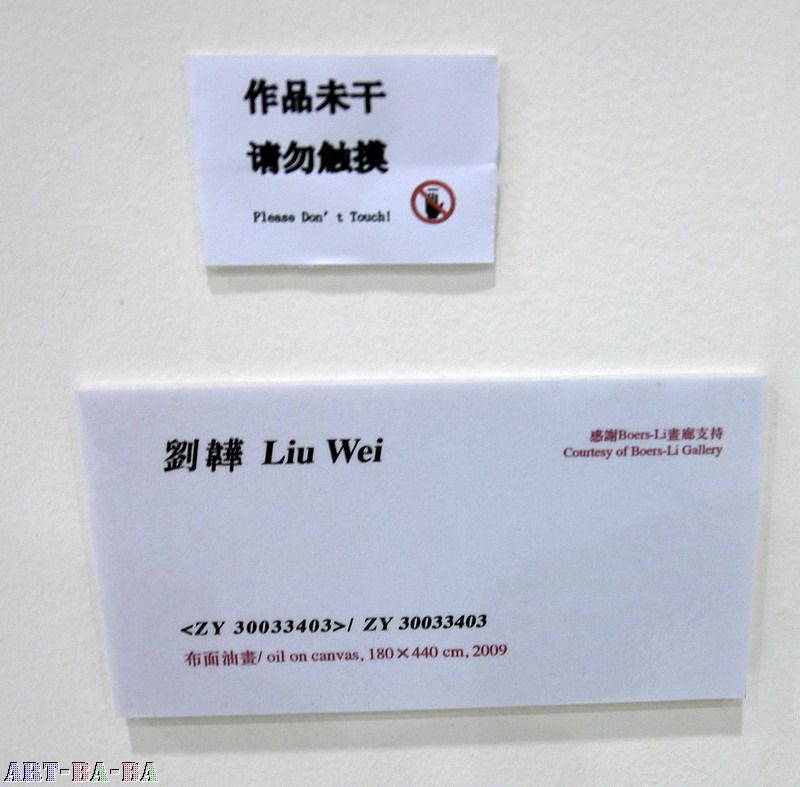 作品未干
请勿触摸
Please Don't Touch!
劉韡 Liu Wei
感謝Boers-Li畫廊支持
Courtesy of Boers-Li Gallery
<ZY 30033403>/ ZY 30033403
布面油畫/ oil on canvas, 180×440 cm, 2009
ART-BA-BA